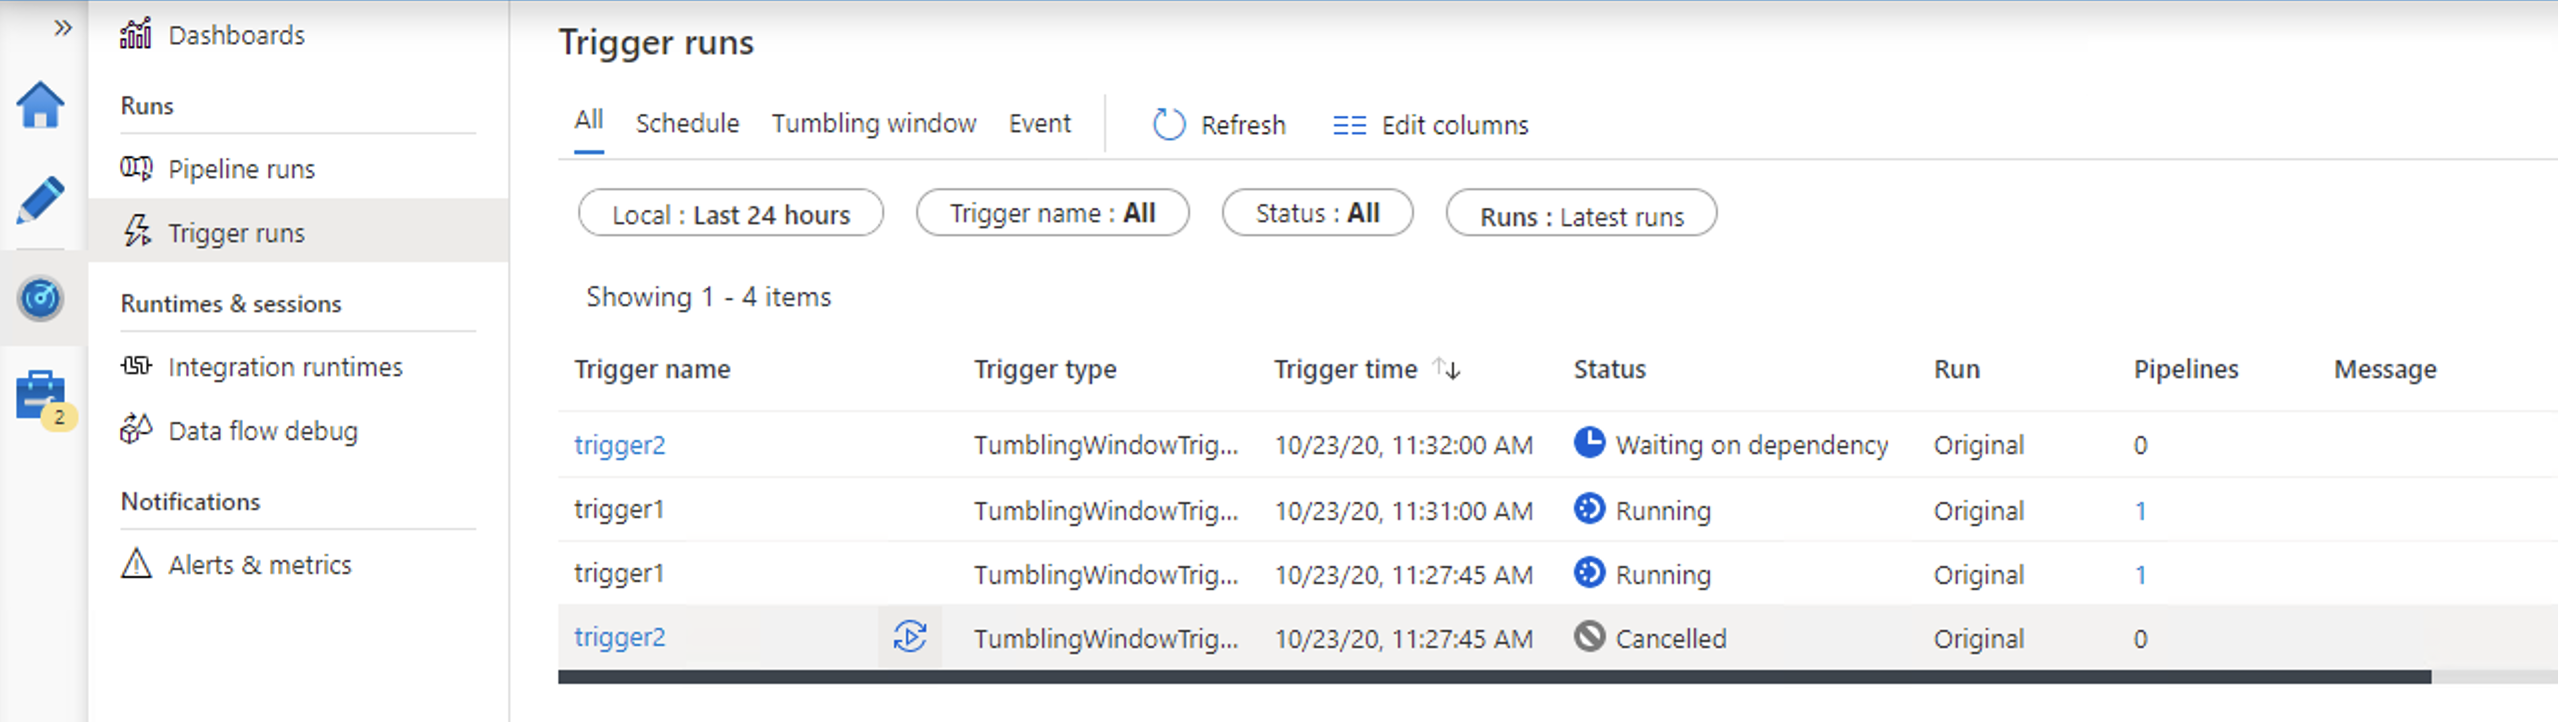 Dashboards
Runs
Pipeline runs
Trigger runs
Runtimes & sessions
Integration runtimes
Data flow debug
Notifications
Alerts & metrics
2
Trigger runs
All Schedule Tumbling window Event Refresh Edit columns
Local : Last 24 hours Trigger name : All Status : All Runs : Latest runs
Showing 1 - 4 items
Trigger name Trigger type Trigger time Status Run Pipelines Message
trigger2 TumblingWindowTrig... 10/23/20, 11:32:00 AM Waiting on dependency Original 0
trigger1 TumblingWindowTrig... 10/23/20, 11:31:00 AM Running Original 1
trigger1 TumblingWindowTrig... 10/23/20, 11:27:45 AM Running Original 1
trigger2 TumblingWindowTrig... 10/23/20, 11:27:45 AM Cancelled Original 0